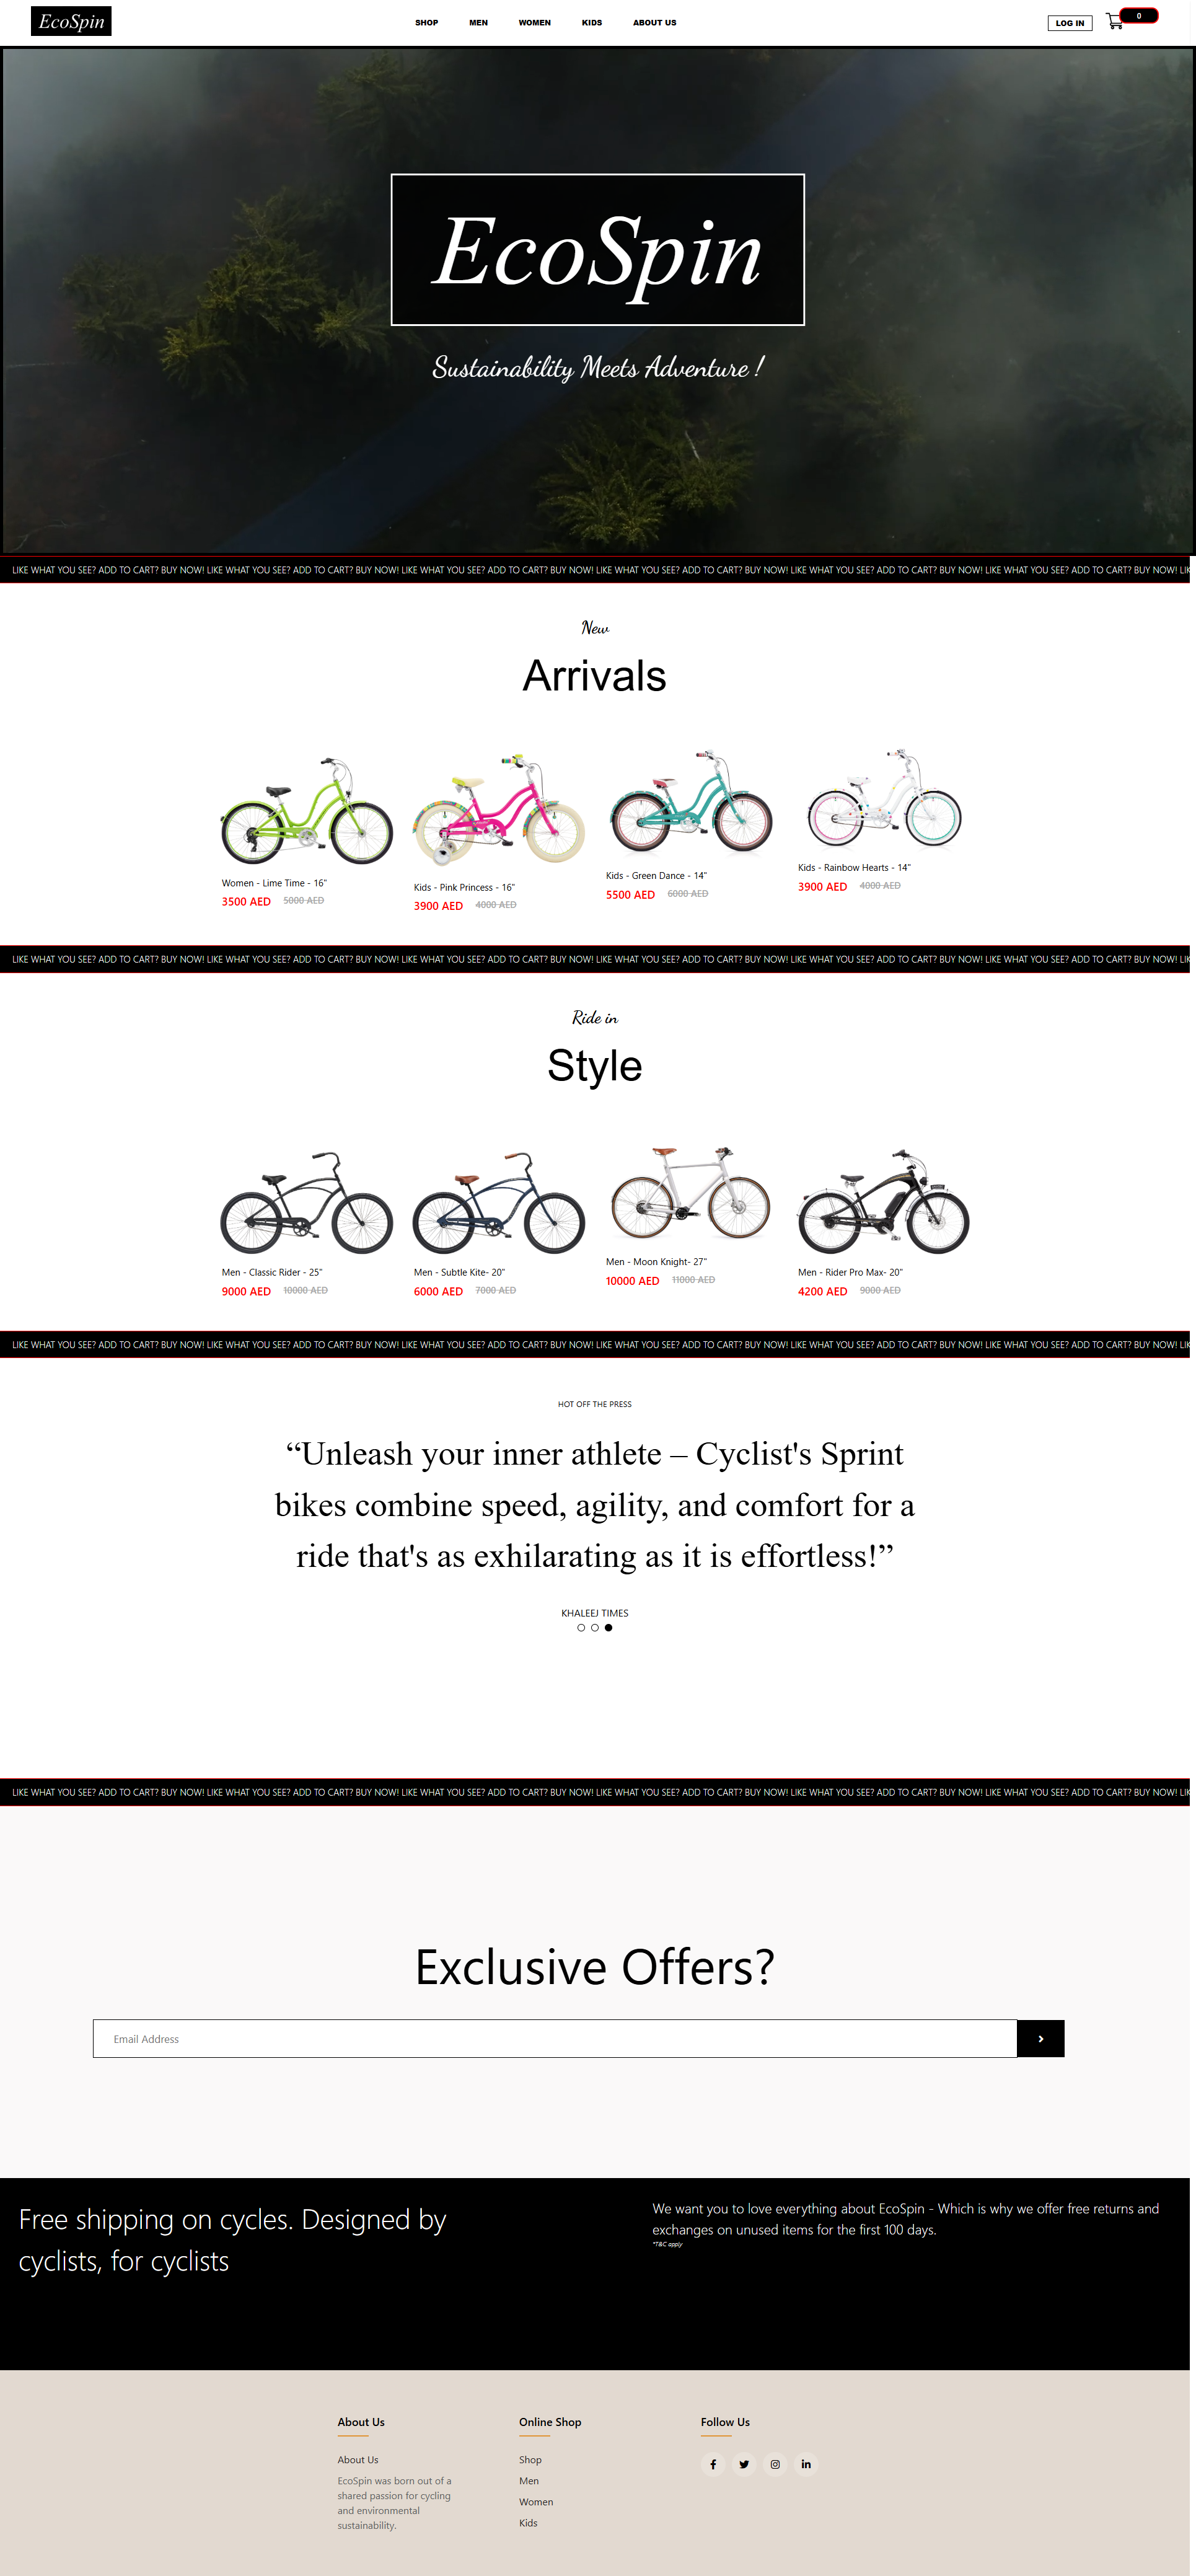 EcoSpin
SHOP MEN WOMEN KIDS ABOUT US
LOG IN
0
EcoSpin
Sustainability Meets Adventure !
LIKE WHAT YOU SEE? ADD TO CART? BUY NOW! LIKE WHAT YOU SEE? ADD TO CART? BUY NOW! LIKE WHAT YOU SEE? ADD TO CART? BUY NOW! LIKE WHAT YOU SEE? ADD TO CART? BUY NOW! LIKE WHAT YOU SEE? ADD TO CART? BUY NOW! LIKE WHAT YOU SEE? ADD TO CART? BUY NOW! LIK
New
Arrivals
Women - Lime Time - 16"
3500 AED 5000 AED
Kids - Pink Princess - 16"
3900 AED 4000 AED
Kids - Green Dance - 14"
5500 AED 6000 AED
Kids - Rainbow Hearts - 14"
3900 AED 4000 AED
LIKE WHAT YOU SEE? ADD TO CART? BUY NOW! LIKE WHAT YOU SEE? ADD TO CART? BUY NOW! LIKE WHAT YOU SEE? ADD TO CART? BUY NOW! LIKE WHAT YOU SEE? ADD TO CART? BUY NOW! LIKE WHAT YOU SEE? ADD TO CART? BUY NOW! LIKE WHAT YOU SEE? ADD TO CART? BUY NOW! LIK
Ride in
Style
Men - Classic Rider - 25"
9000 AED 10000 AED
Men - Subtle Kite- 20"
6000 AED 7000 AED
Men - Moon Knight- 27"
10000 AED 11000 AED
Men - Rider Pro Max- 20"
4200 AED 9000 AED
LIKE WHAT YOU SEE? ADD TO CART? BUY NOW! LIKE WHAT YOU SEE? ADD TO CART? BUY NOW! LIKE WHAT YOU SEE? ADD TO CART? BUY NOW! LIKE WHAT YOU SEE? ADD TO CART? BUY NOW! LIKE WHAT YOU SEE? ADD TO CART? BUY NOW! LIKE WHAT YOU SEE? ADD TO CART? BUY NOW! LIK
HOT OFF THE PRESS
“Unleash your inner athlete – Cyclist's Sprint
bikes combine speed, agility, and comfort for a
ride that's as exhilarating as it is effortless!”
KHALEEJ TIMES
LIKE WHAT YOU SEE? ADD TO CART? BUY NOW! LIKE WHAT YOU SEE? ADD TO CART? BUY NOW! LIKE WHAT YOU SEE? ADD TO CART? BUY NOW! LIKE WHAT YOU SEE? ADD TO CART? BUY NOW! LIKE WHAT YOU SEE? ADD TO CART? BUY NOW! LIKE WHAT YOU SEE? ADD TO CART? BUY NOW! LIK
Exclusive Offers?
Email Address
Free shipping on cycles. Designed by
cyclists, for cyclists
We want you to love everything about EcoSpin - Which is why we offer free returns and
exchanges on unused items for the first 100 days.
*T&C apply
About Us
About Us
EcoSpin was born out of a
shared passion for cycling
and environmental
sustainability.
Online Shop
Shop
Men
Women
Kids
Follow Us